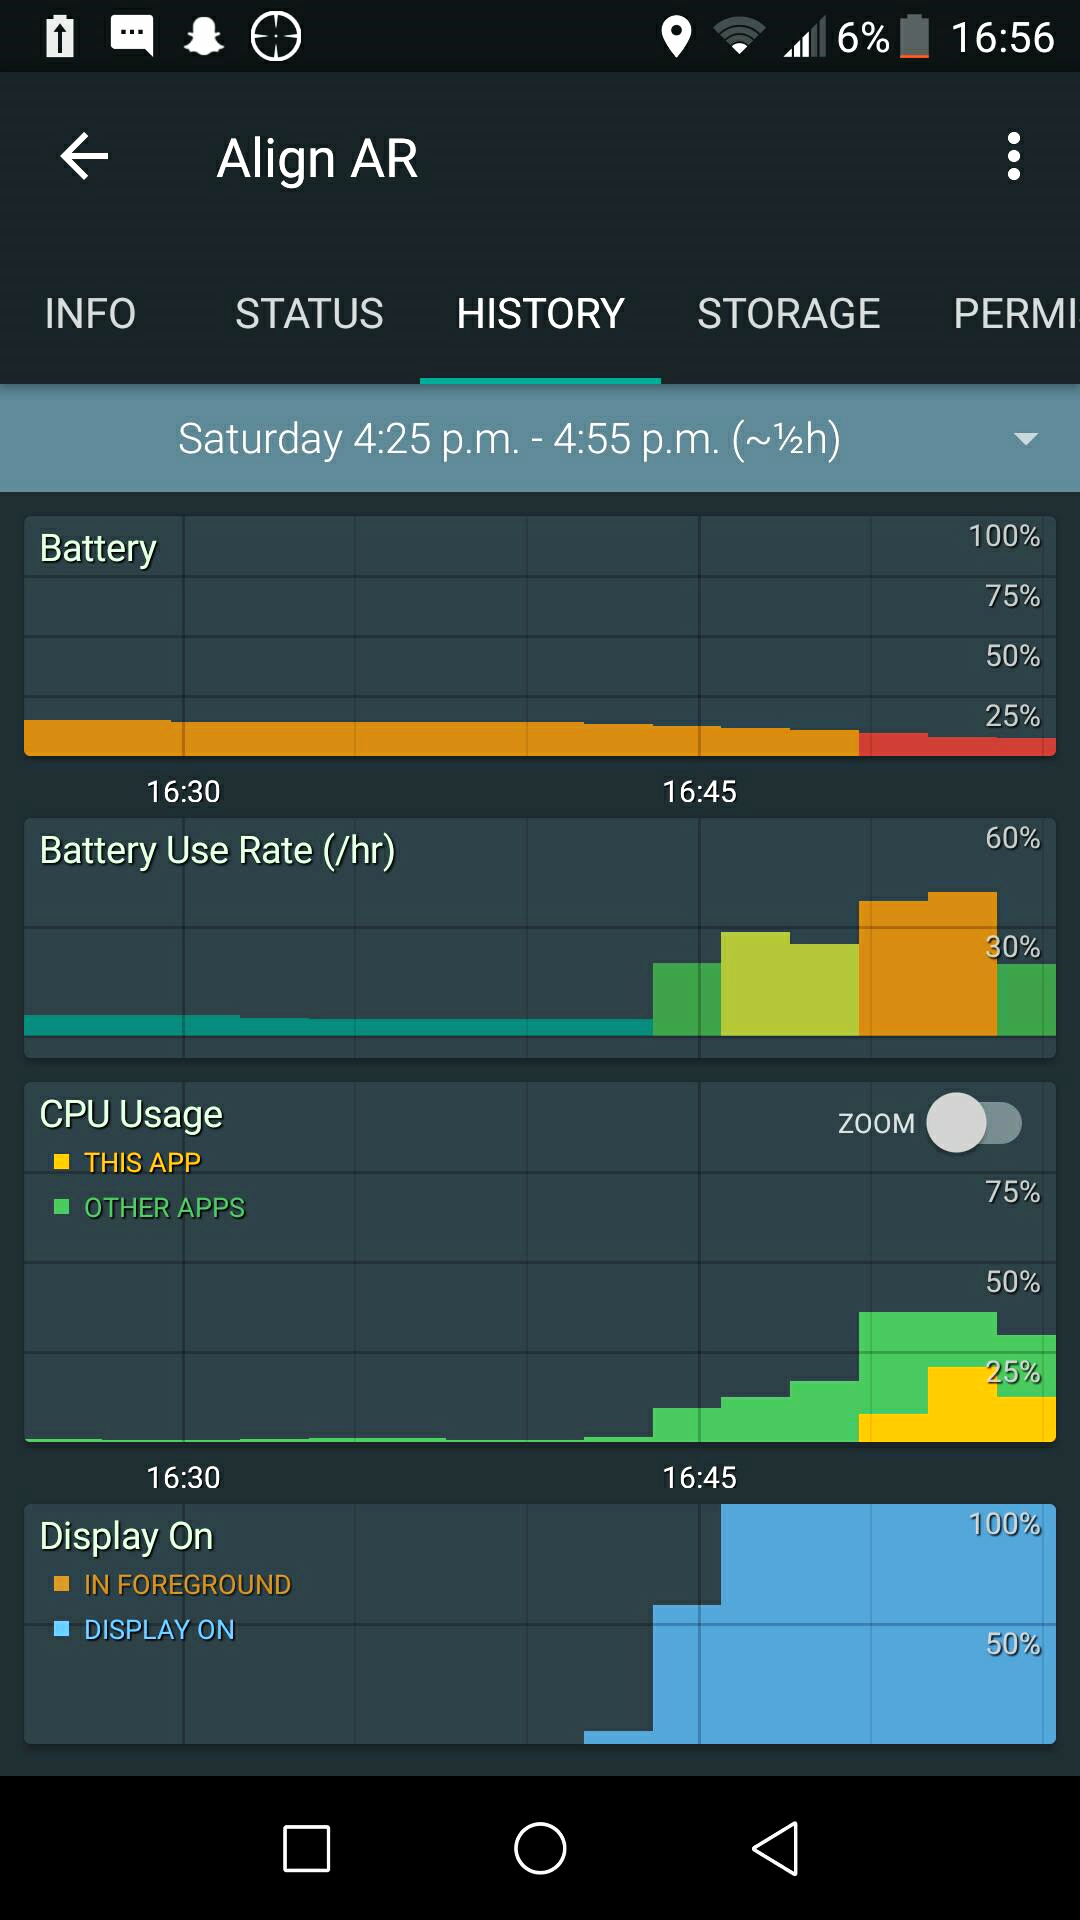 6% 16:56
Align AR
INFO STATUS HISTORY STORAGE PERMI
Saturday 4:25 p.m. - 4:55 p.m. (~½h)
Battery
100%
75%
50%
25%
16:30 16:45
Battery Use Rate (/hr)
60%
30%
CPU Usage
ZOOM
THIS APP
OTHER APPS
75%
50%
25%
16:30 16:45
Display On
100%
IN FOREGROUND
DISPLAY ON
50%